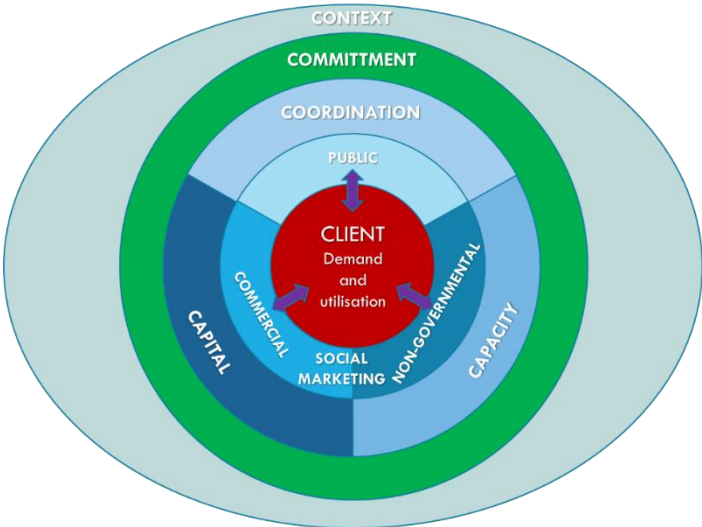 CONTEXT
COMMITTMENT
COORDINATION
PUBLIC
CLIENT
Demand
and
utilisation
COMMERCIAL
NON-GOVERNMENTAL
SOCIAL
MARKETING
CAPITAL
CAPACITY